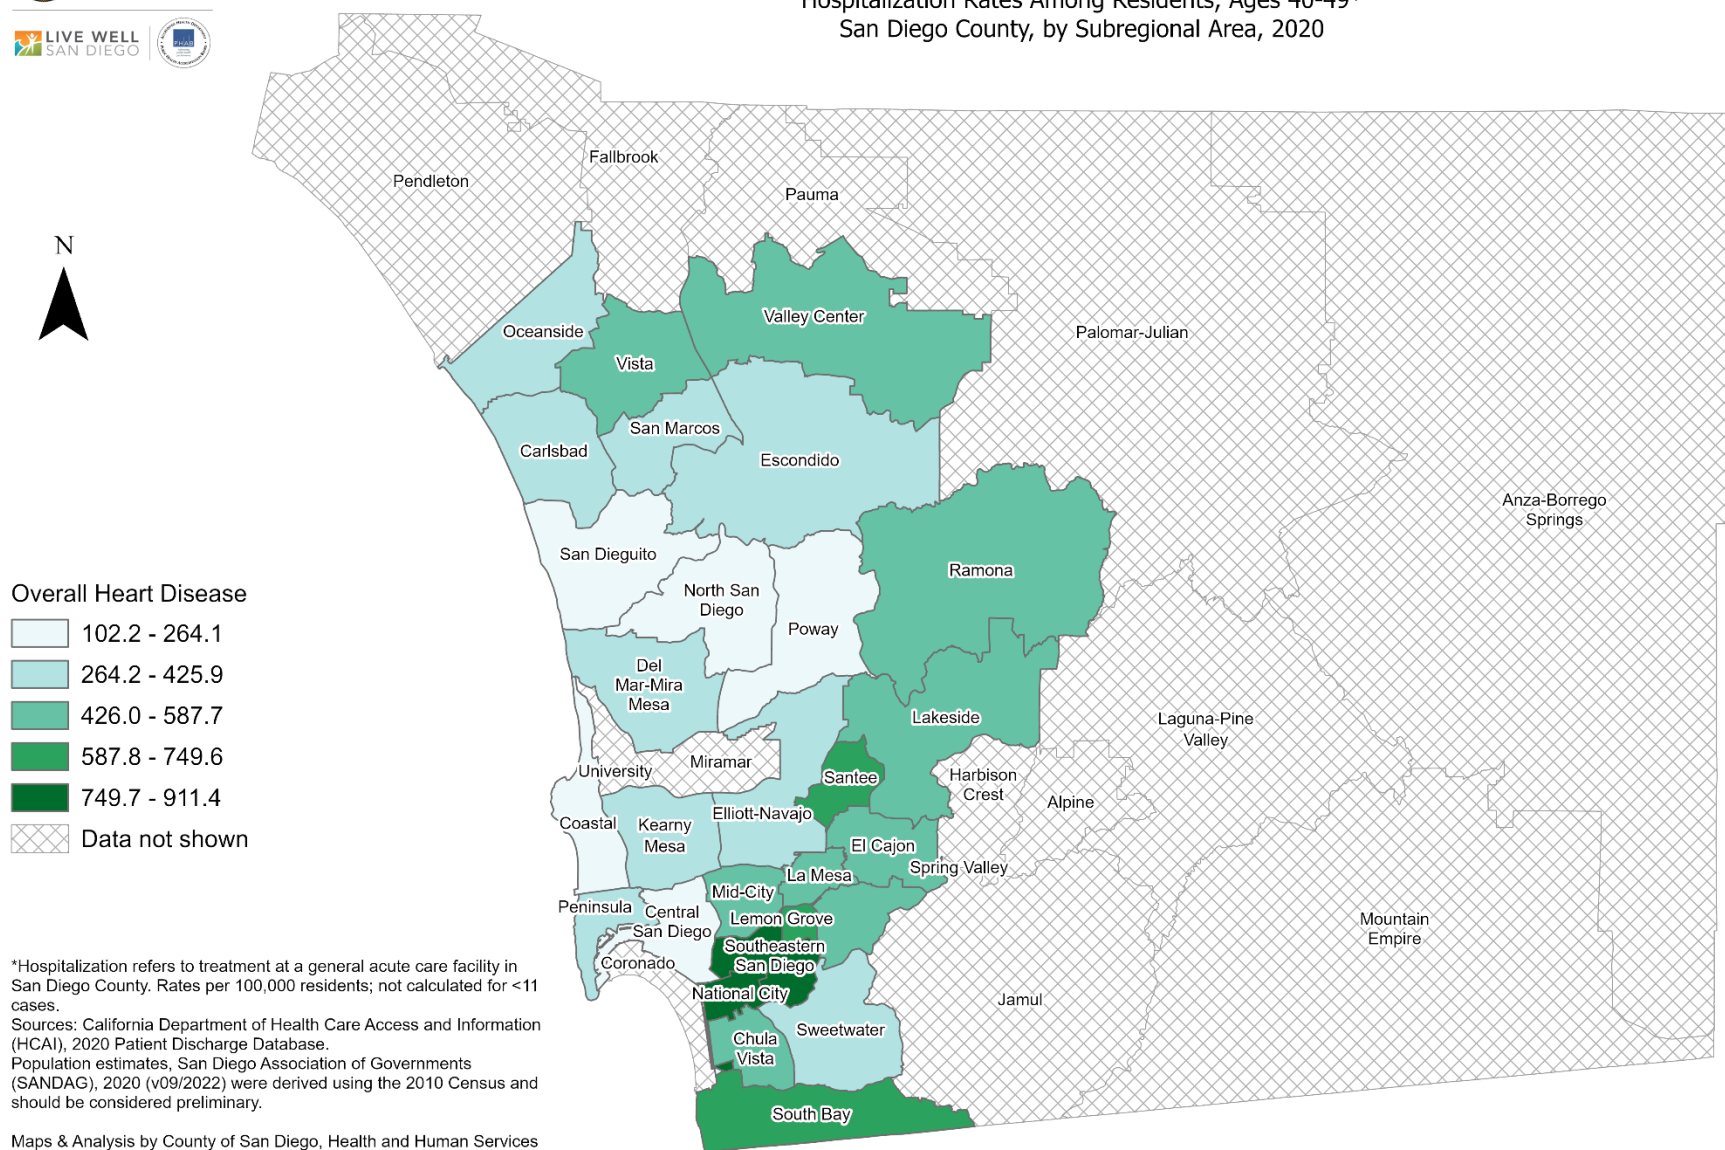 Hospitalization Rates Among Residents, Ages 40-49*
San Diego County, by Subregional Area, 2020
LIVE WELL
SAN DIEGO
PHAB
Fallbrook
Pendleton
Pauma
N
Oceanside
Valley Center
Palomar-Julian
Vista
San Marcos
Carlsbad
Escondido
Anza-Borrego
Springs
San Dieguito
Ramona
North San
Diego
Poway
Overall Heart Disease
102.2 - 264.1
264.2 - 425.9
426.0 - 587.7
587.8 - 749.6
749.7 - 911.4
Data not shown
Del
Mar-Mira
Mesa
Lakeside
Laguna-Pine
Valley
University
Miramar
Santee
Harbison
Crest
Alpine
Coastal
Kearny
Mesa
Elliott-Navajo
El Cajon
La Mesa
Spring Valley
Mid-City
Peninsula
Central
San Diego
Lemon Grove
Mountain
Empire
Southeastern
San Diego
Coronado
National City
Jamul
Sweetwater
Chula
Vista
South Bay
*Hospitalization refers to treatment at a general acute care facility in
San Diego County. Rates per 100,000 residents; not calculated for <11
cases.
Sources: California Department of Health Care Access and Information
(HCAI), 2020 Patient Discharge Database.
Population estimates, San Diego Association of Governments
(SANDAG), 2020 (v09/2022) were derived using the 2010 Census and
should be considered preliminary.
Maps & Analysis by County of San Diego, Health and Human Services